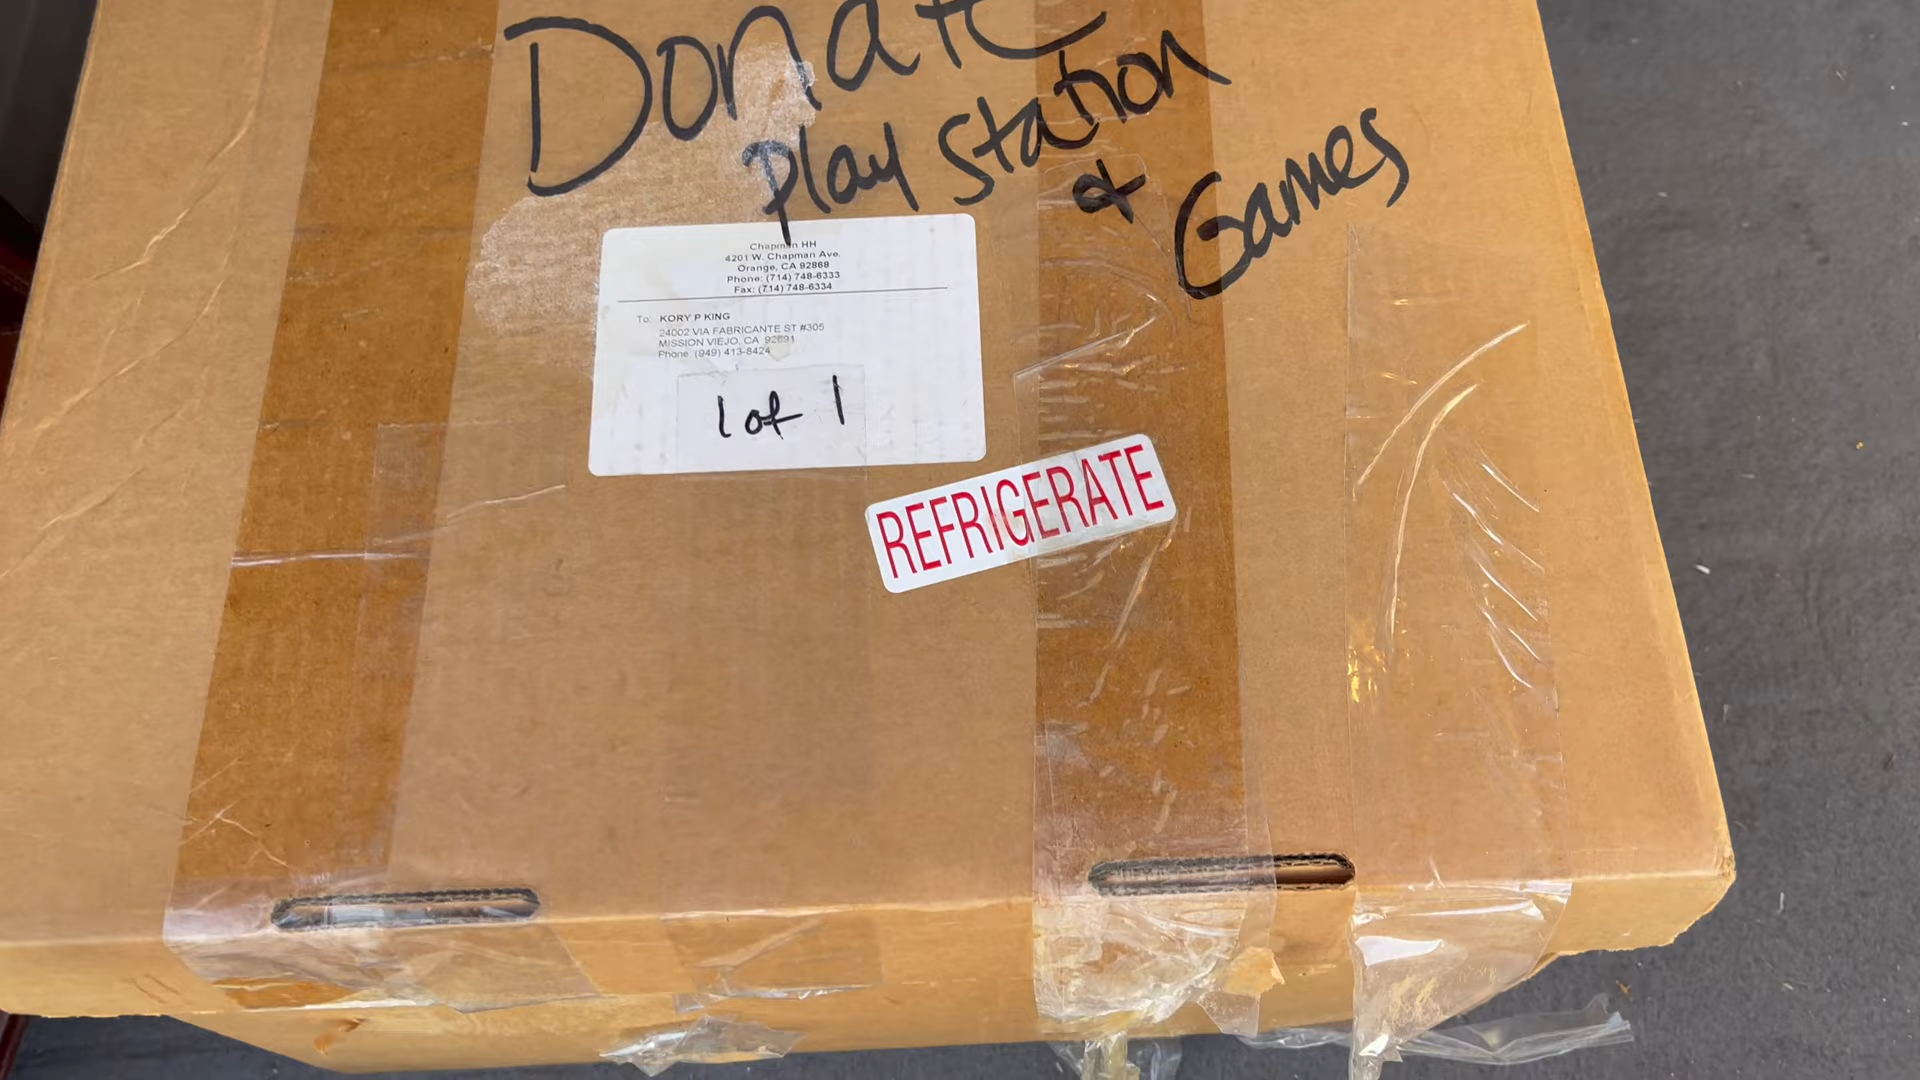 Donate
Play Station
& Games
Chapman HH
4201 W. Chapman Ave.
Orange, CA 92868
Phone: (714) 748-6333
Fax: (714) 748-6334
To: KORY P KING
24002 VIA FABRICANTE ST #305
MISSION VIEJO, CA 92691
Phone: (949) 413-8424
1 of 1
REFRIGERATE